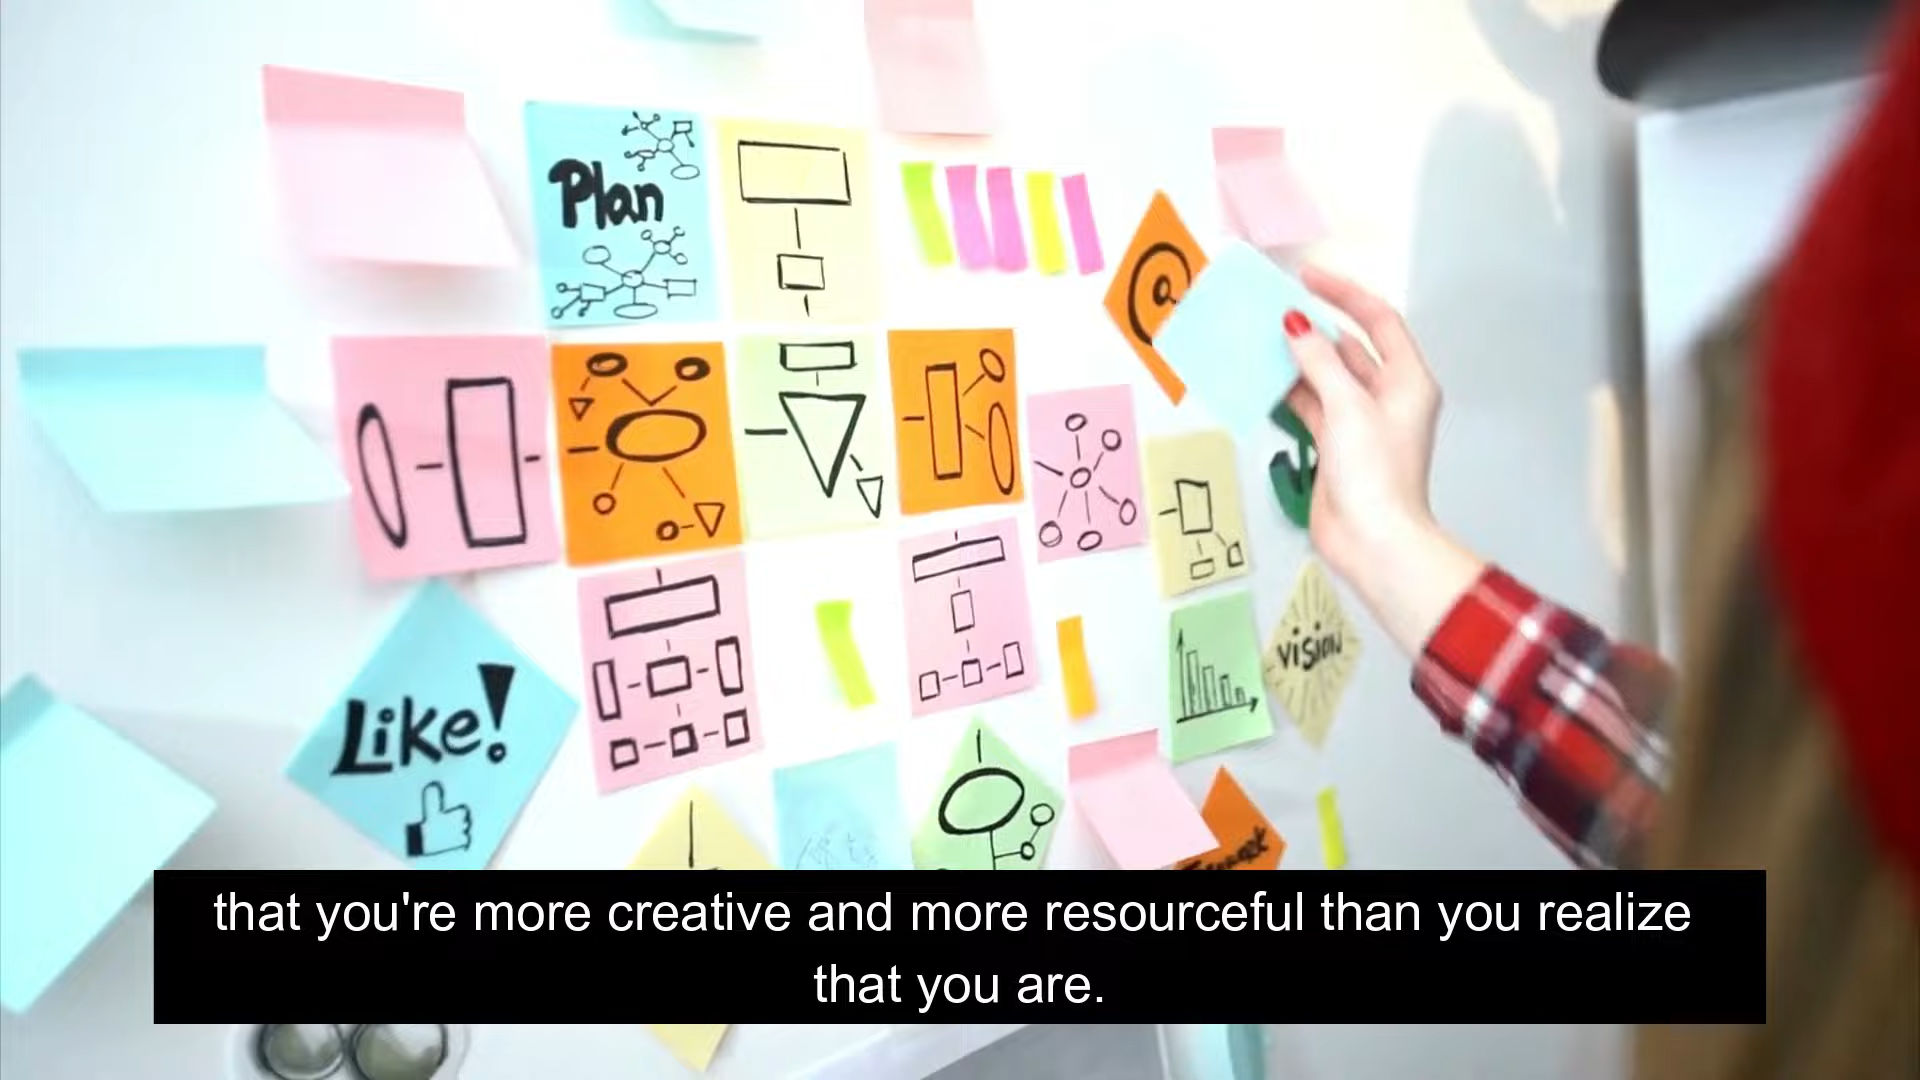 Plan
@
Like!
vision
that you're more creative and more resourceful than you realize
that you are.